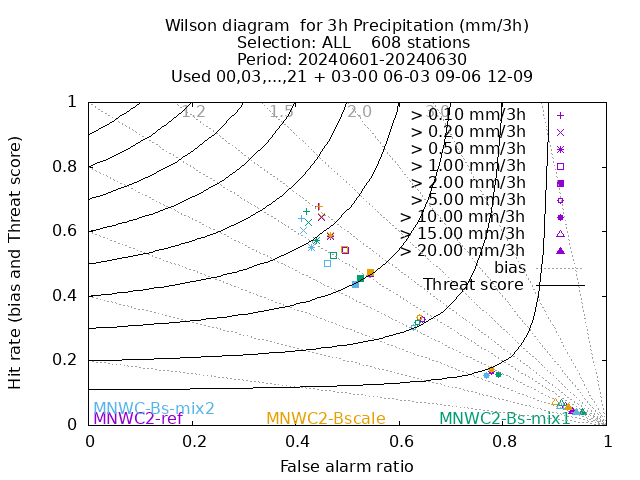 Wilson diagram  for 3h Precipitation (mm/3h)
Selection: ALL    608 stations
Period: 20240601-20240630
Used 00,03,...,21 + 03-00 06-03 09-06 12-09
1
1.2
1.5
2.0
3.0
> 0.10 mm/3h
> 0.20 mm/3h
> 0.50 mm/3h
> 1.00 mm/3h
> 2.00 mm/3h
> 5.00 mm/3h
> 10.00 mm/3h
> 15.00 mm/3h
> 20.00 mm/3h
bias
Threat score
0.8
0.6
0.4
0.2
0
Hit rate (bias and Threat score)
MNWC-Bs-mix2
MNWC2-ref
MNWC2-Bscale
MNWC2-Bs-mix1
0 0.2 0.4 0.6 0.8 1
False alarm ratio